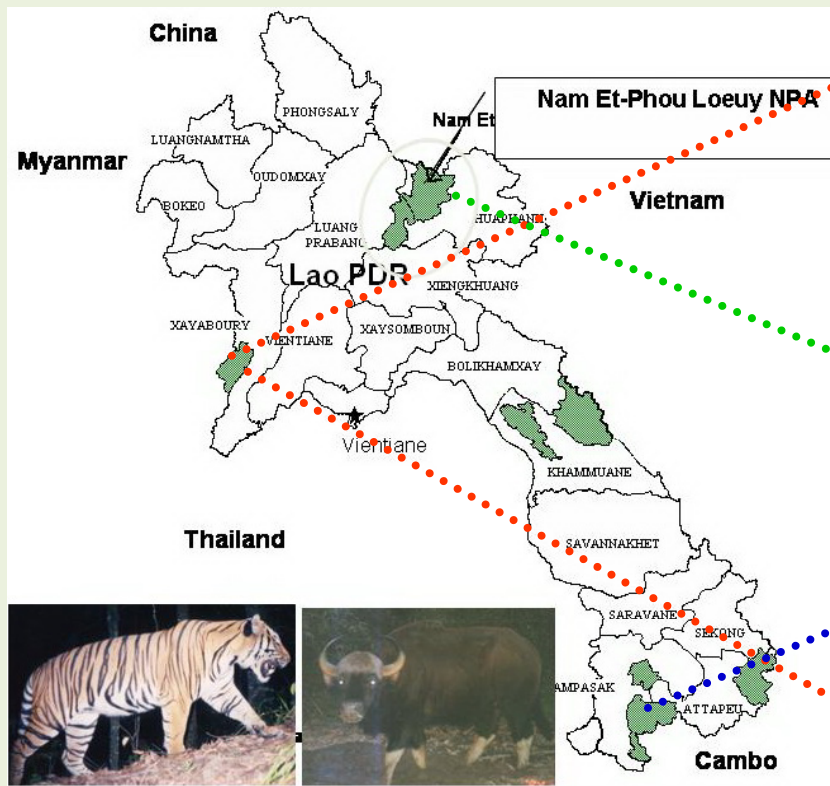 China
Nam Et-Phou Loeuy NPA
PHONGSALY
Nam Et
LUANGNAMTHA
Myanmar
OUDOMXAY
BOKEO
Vietnam
HUAPHANH
LUANG
PRABANG
Lao PDR
XIENGKHUANG
XAYABOURY
VIENTIANE
XAYSOMBOUN
BOLIKHAMXAY
Vientiane
KHAMMUANE
Thailand
SAVANNAKHET
SARAVANE
SEKONG
AMPASAK
ATTAPEU
Cambo